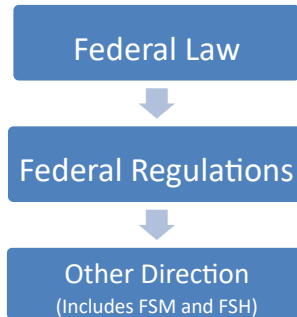 Federal Law
Federal Regulations
Other Direction
(Includes FSM and FSH)